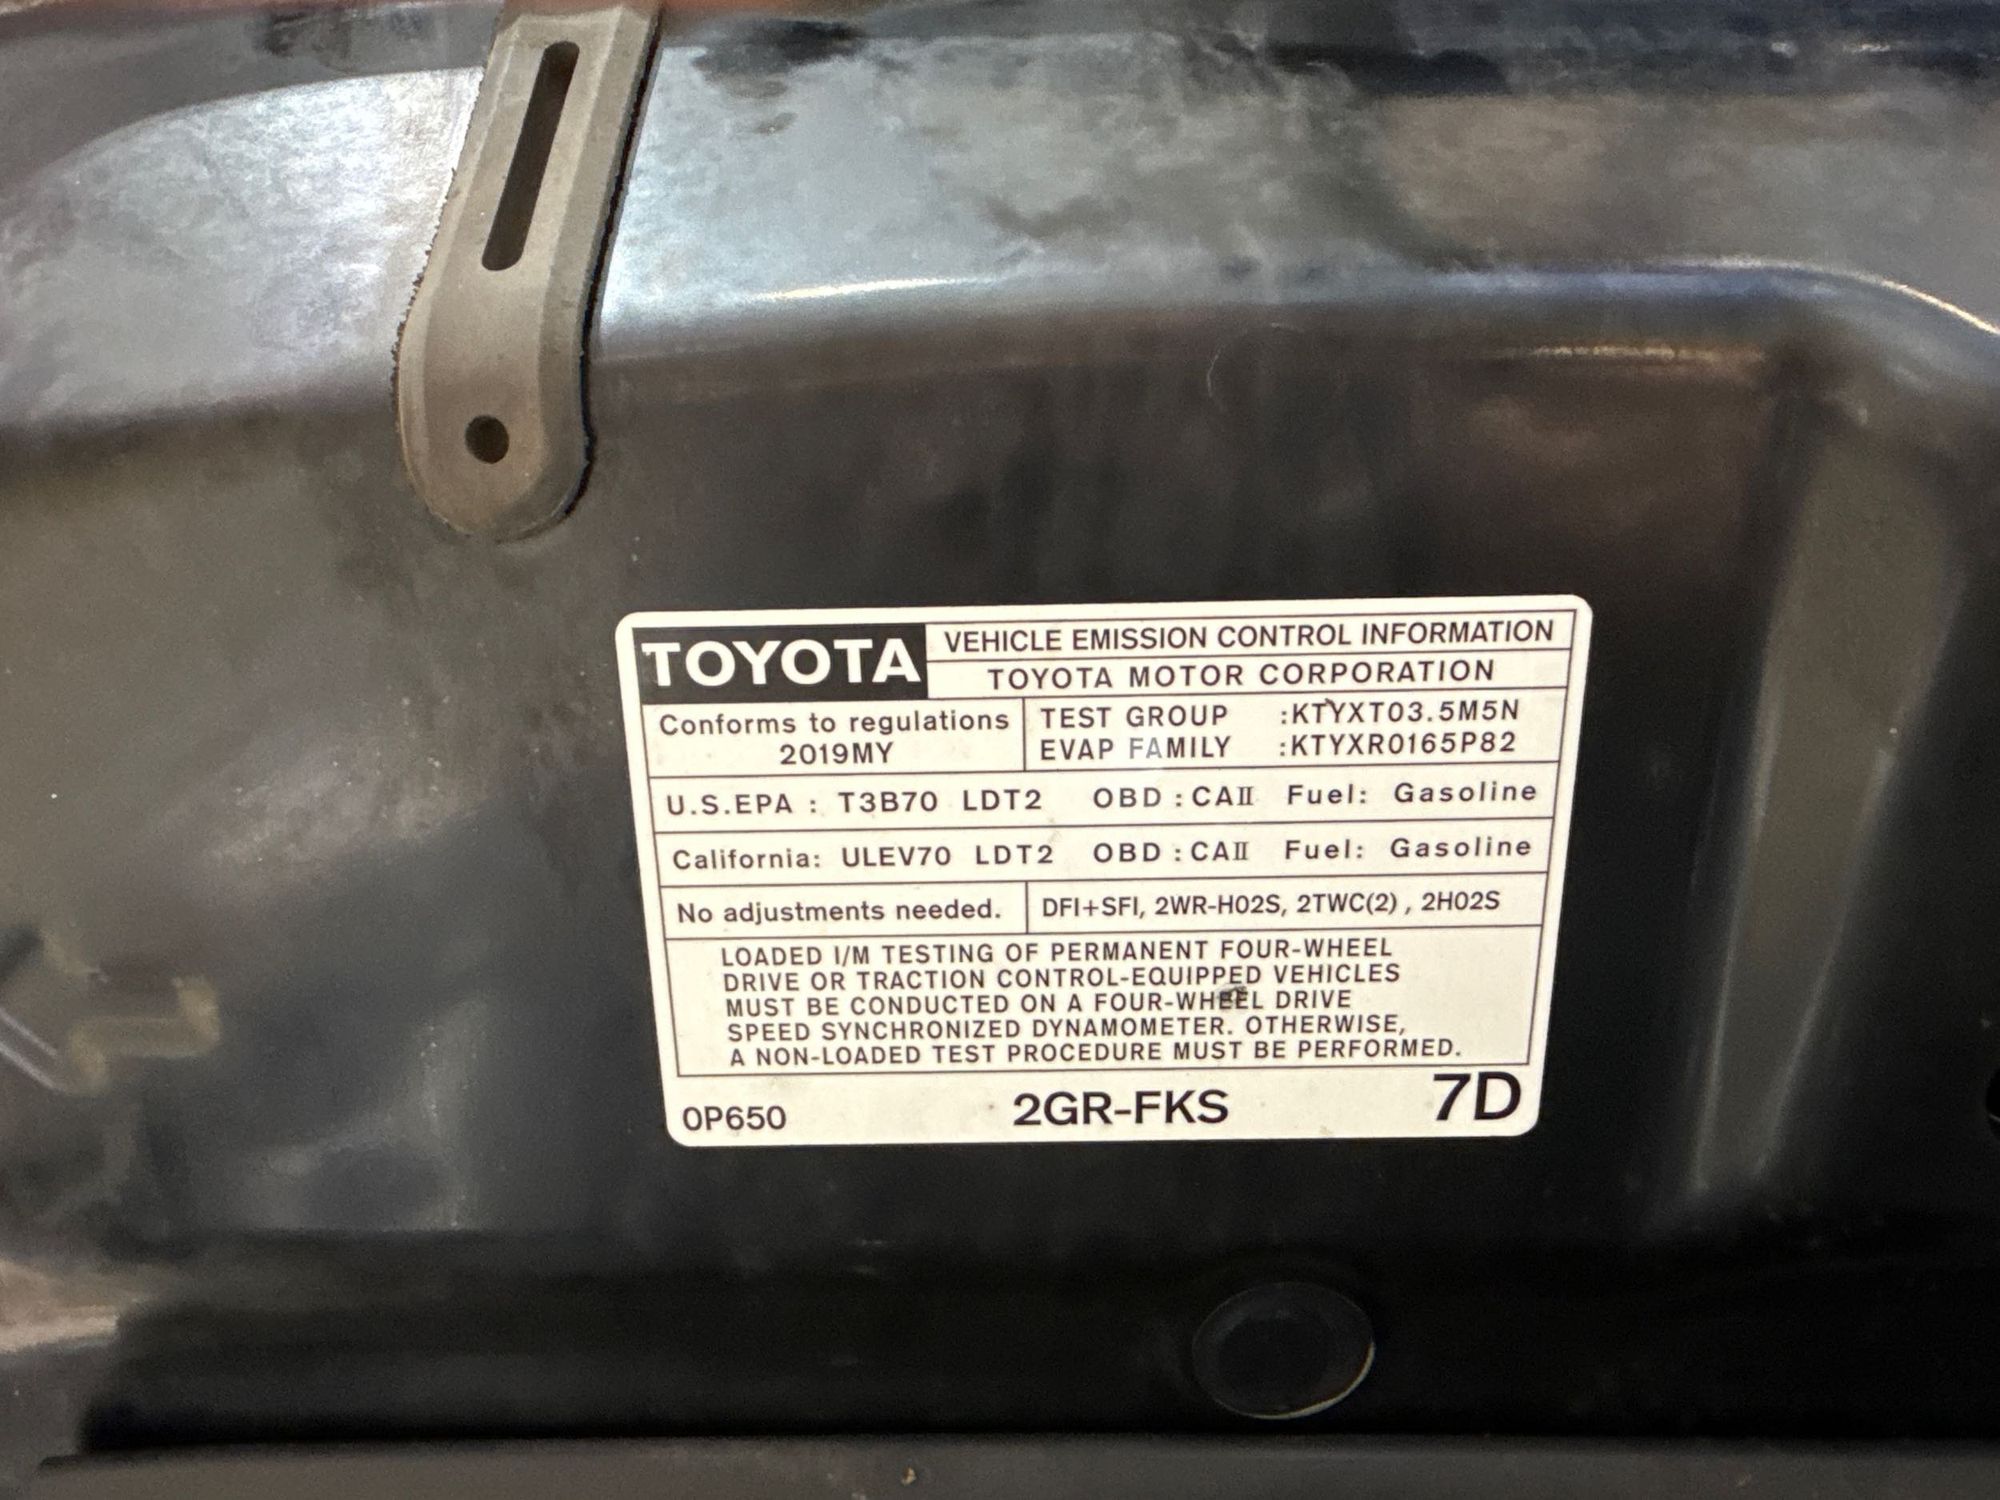 TOYOTA
VEHICLE EMISSION CONTROL INFORMATION
TOYOTA MOTOR CORPORATION
Conforms to regulations
2019MY
TEST GROUP :KTYXT03.5M5N
EVAP FAMILY :KTYXR0165P82
U.S.EPA : T3B70 LDT2 OBD : CAⅡ Fuel: Gasoline
California: ULEV70 LDT2 OBD : CAⅡ Fuel: Gasoline
No adjustments needed.
DFI+SFI, 2WR-HO2S, 2TWC(2) , 2HO2S
LOADED I/M TESTING OF PERMANENT FOUR-WHEEL
DRIVE OR TRACTION CONTROL-EQUIPPED VEHICLES
MUST BE CONDUCTED ON A FOUR-WHEEL DRIVE
SPEED SYNCHRONIZED DYNAMOMETER. OTHERWISE,
A NON-LOADED TEST PROCEDURE MUST BE PERFORMED.
0P650 2GR-FKS 7D